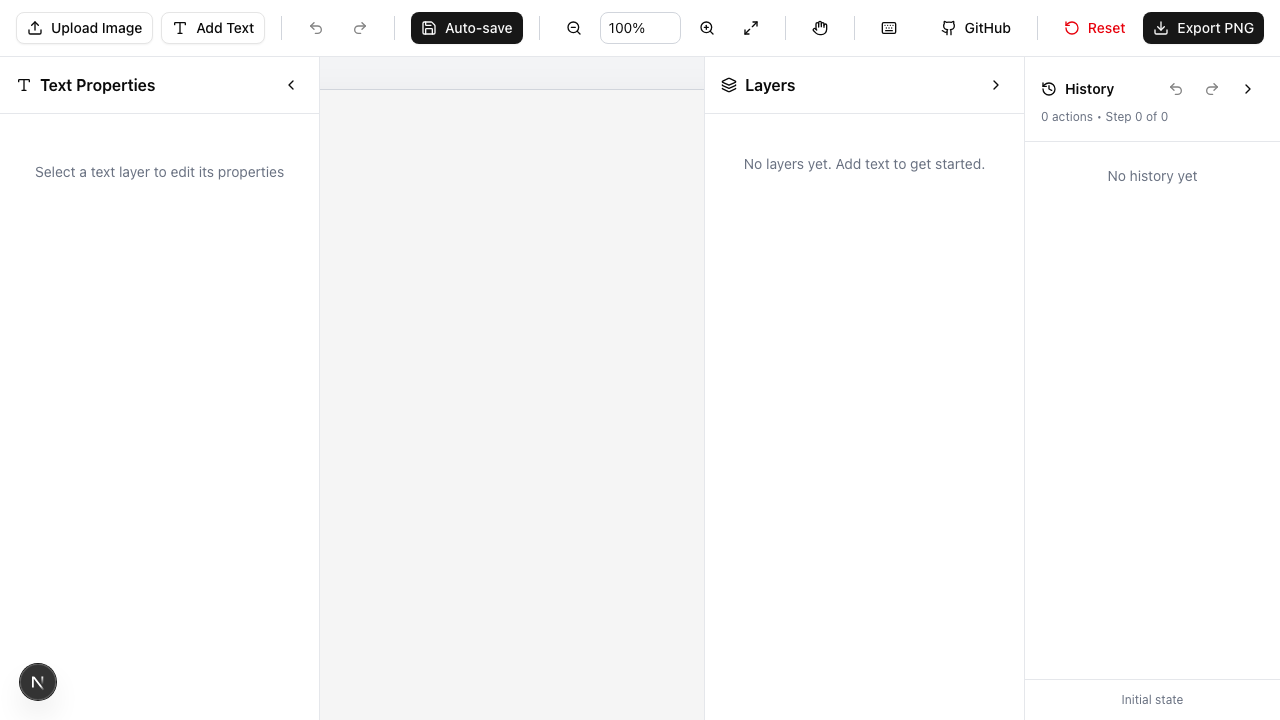 Upload Image
Add Text
Auto-save
100%
GitHub
Reset
Export PNG
Text Properties
Select a text layer to edit its properties
Layers
No layers yet. Add text to get started.
History
0 actions • Step 0 of 0
No history yet
Initial state
N